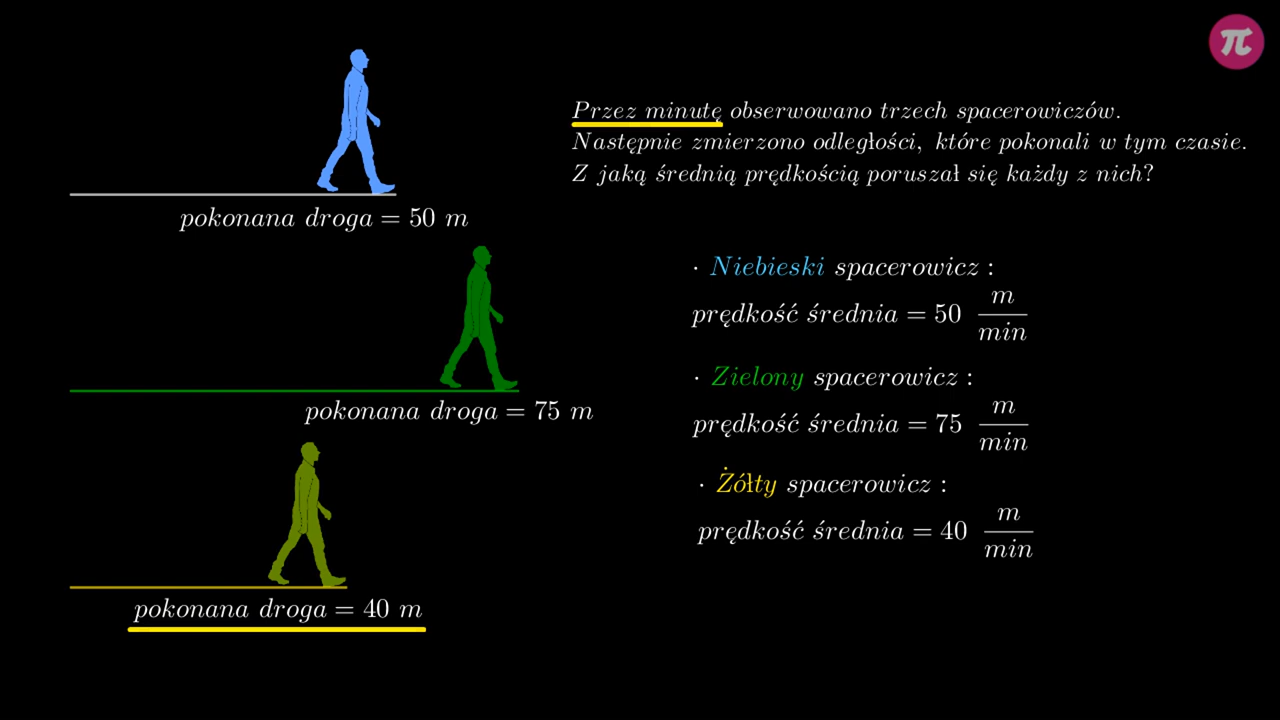 π
Przez minutę obserwowano trzech spacerowiczów.
Następnie zmierzono odległości, które pokonali w tym czasie.
Z jaką średnią prędkością poruszał się każdy z nich?
pokonana droga = 50 m
pokonana droga = 75 m
pokonana droga = 40 m
· Niebieski spacerowicz :
prędkość średnia = 50 m/min
· Zielony spacerowicz :
prędkość średnia = 75 m/min
· Żółty spacerowicz :
prędkość średnia = 40 m/min